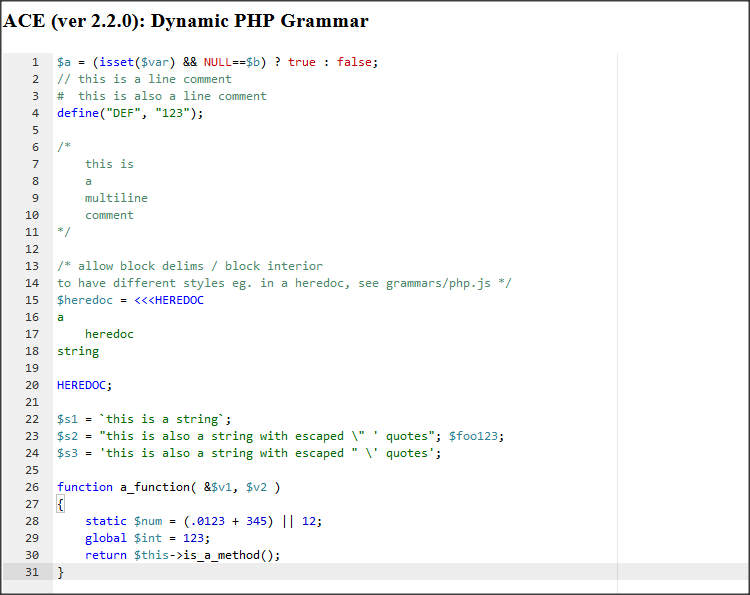 ACE (ver 2.2.0): Dynamic PHP Grammar
1 $a = (isset($var) && NULL==$b) ? true : false;
2 // this is a line comment
3 #  this is also a line comment
4 define("DEF", "123");
5
6 /*
7     this is
8     a
9     multiline
10     comment
11 */
12
13 /* allow block delims / block interior
14 to have different styles eg. in a heredoc, see grammars/php.js */
15 $heredoc = <<<HEREDOC
16 a
17     heredoc
18 string
19
20 HEREDOC;
21
22 $s1 = `this is a string`;
23 $s2 = "this is also a string with escaped \" ' quotes"; $foo123;
24 $s3 = 'this is also a string with escaped " \' quotes';
25
26 function a_function( &$v1, $v2 )
27 {
28     static $num = (.0123 + 345) || 12;
29     global $int = 123;
30     return $this->is_a_method();
31 }